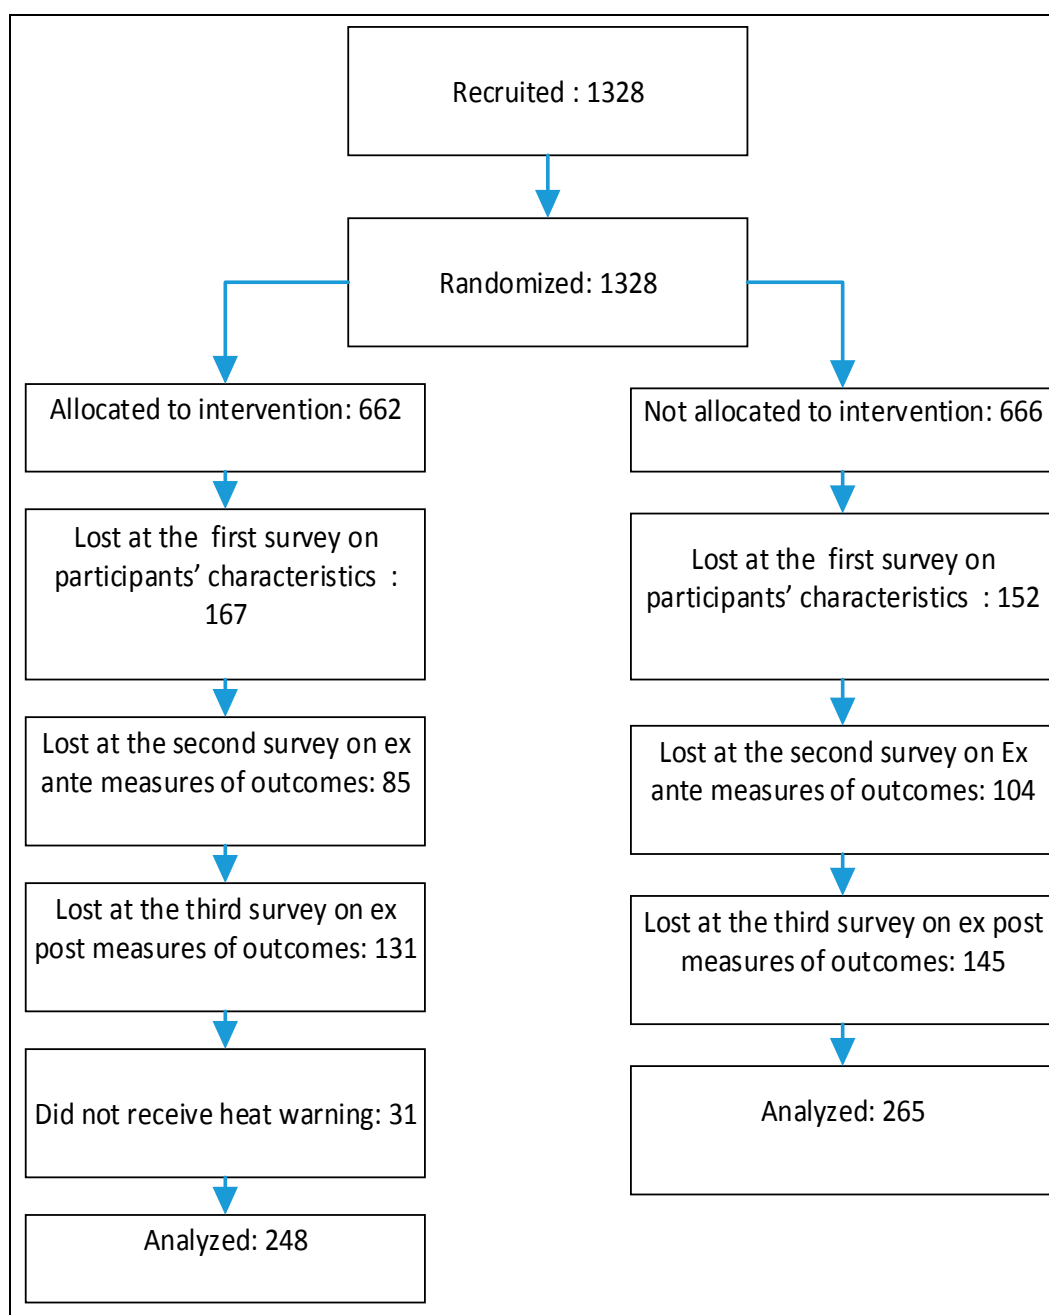 Recruited : 1328
Randomized: 1328
Allocated to intervention: 662
Lost at the first survey on
participants’ characteristics :
167
Lost at the second survey on ex
ante measures of outcomes: 85
Lost at the third survey on ex
post measures of outcomes: 131
Did not receive heat warning: 31
Analyzed: 248
Not allocated to intervention: 666
Lost at the first survey on
participants’ characteristics : 152
Lost at the second survey on Ex
ante measures of outcomes: 104
Lost at the third survey on ex post
measures of outcomes: 145
Analyzed: 265